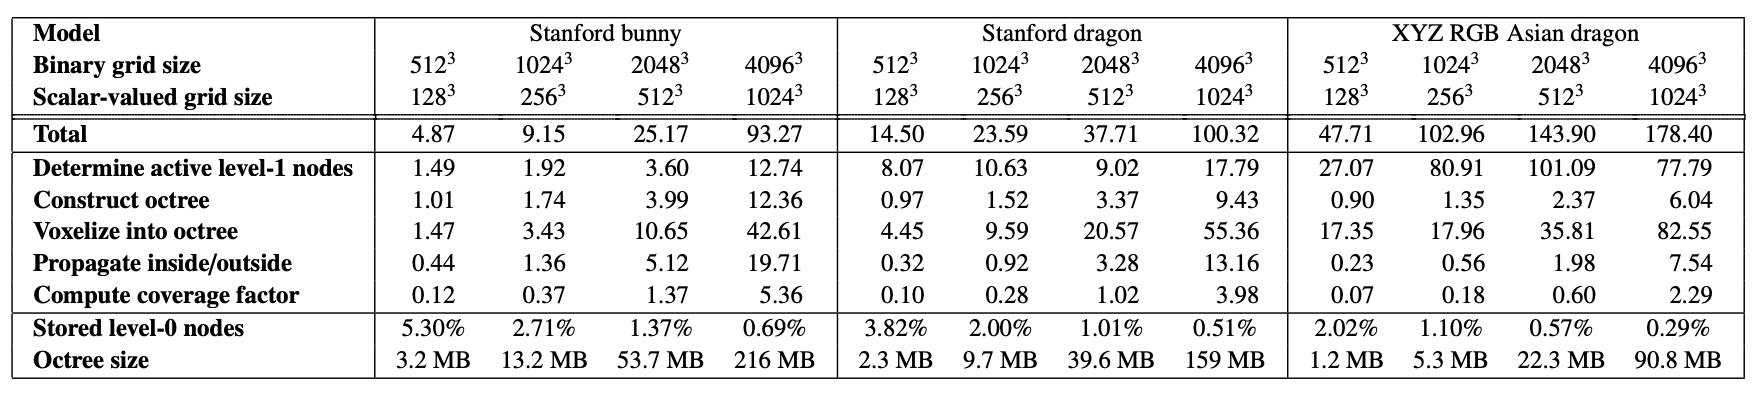 Model Stanford bunny Stanford dragon XYZ RGB Asian dragon
Binary grid size 512³ 1024³ 2048³ 4096³ 512³ 1024³ 2048³ 4096³ 512³ 1024³ 2048³ 4096³
Scalar-valued grid size 128³ 256³ 512³ 1024³ 128³ 256³ 512³ 1024³ 128³ 256³ 512³ 1024³
Total 4.87 9.15 25.17 93.27 14.50 23.59 37.71 100.32 47.71 102.96 143.90 178.40
Determine active level-1 nodes 1.49 1.92 3.60 12.74 8.07 10.63 9.02 17.79 27.07 80.91 101.09 77.79
Construct octree 1.01 1.74 3.99 12.36 0.97 1.52 3.37 9.43 0.90 1.35 2.37 6.04
Voxelize into octree 1.47 3.43 10.65 42.61 4.45 9.59 20.57 55.36 17.35 17.96 35.81 82.55
Propagate inside/outside 0.44 1.36 5.12 19.71 0.32 0.92 3.28 13.16 0.23 0.56 1.98 7.54
Compute coverage factor 0.12 0.37 1.37 5.36 0.10 0.28 1.02 3.98 0.07 0.18 0.60 2.29
Stored level-0 nodes 5.30% 2.71% 1.37% 0.69% 3.82% 2.00% 1.01% 0.51% 2.02% 1.10% 0.57% 0.29%
Octree size 3.2 MB 13.2 MB 53.7 MB 216 MB 2.3 MB 9.7 MB 39.6 MB 159 MB 1.2 MB 5.3 MB 22.3 MB 90.8 MB